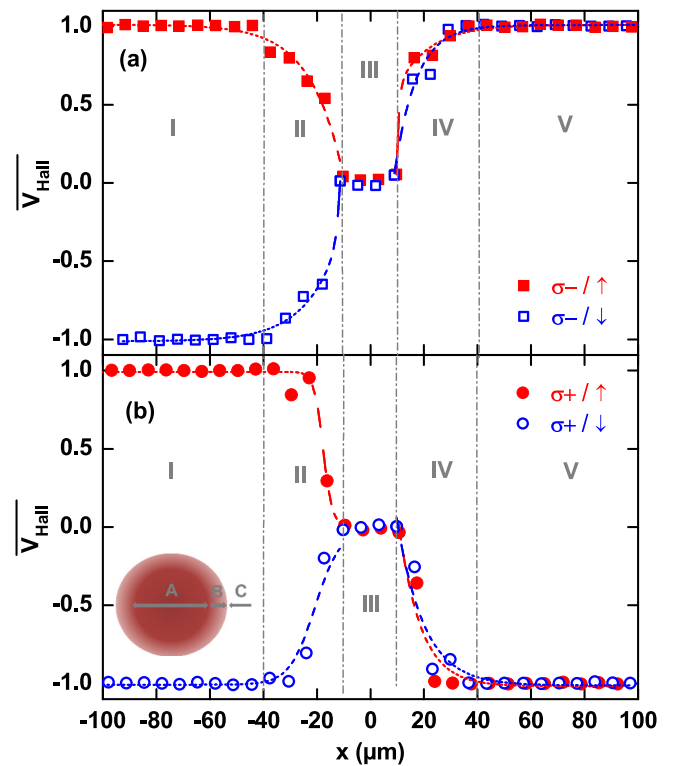 1.0
(a)
III
0.5
I
II
IV
V
V_Hall
0.0
-0.5
σ− / ↑
σ− / ↓
-1.0
1.0
σ+ / ↑
(b)
σ+ / ↓
0.5
I
II
IV
V
V_Hall
0.0
A
B
C
III
-0.5
-1.0
-100 -80 -60 -40 -20 0 20 40 60 80 100
x (µm)